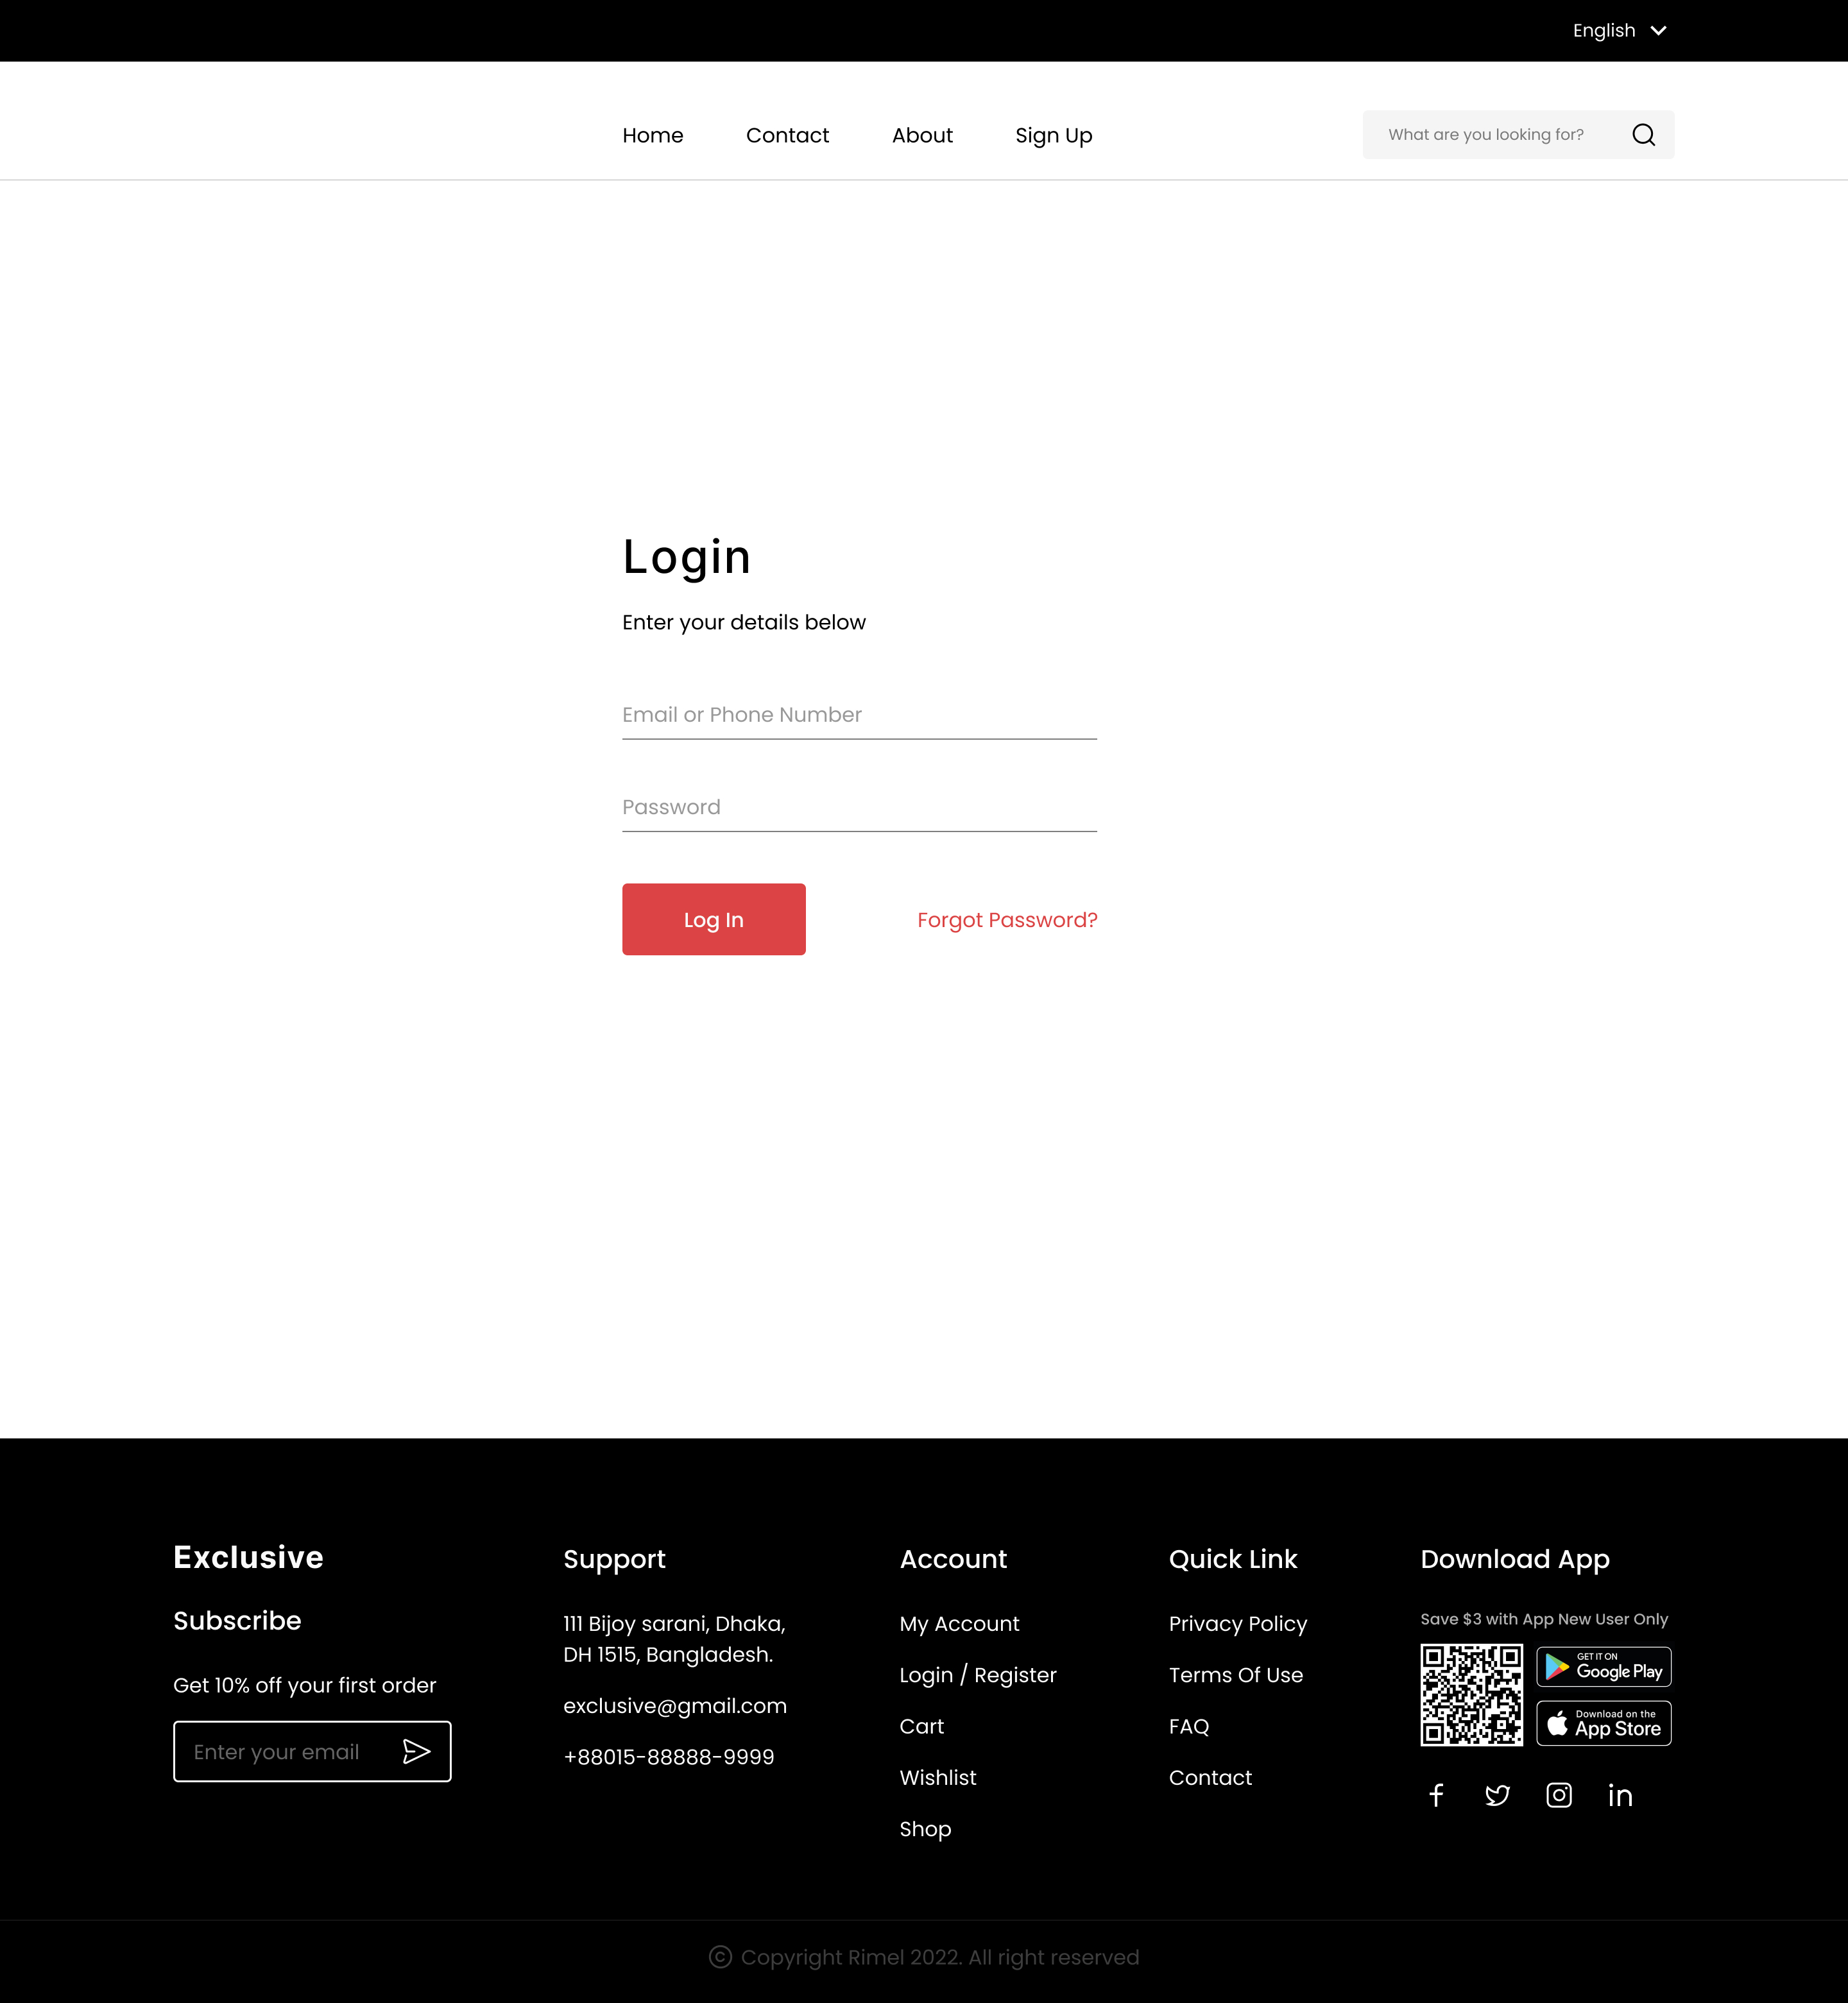 English
Home Contact About Sign Up
What are you looking for?
Login
Enter your details below
Email or Phone Number
Password
Log In
Forgot Password?
Exclusive
Subscribe
Get 10% off your first order
Enter your email
Support
111 Bijoy sarani, Dhaka,
DH 1515, Bangladesh.
exclusive@gmail.com
+88015-88888-9999
Account
My Account
Login / Register
Cart
Wishlist
Shop
Quick Link
Privacy Policy
Terms Of Use
FAQ
Contact
Download App
Save $3 with App New User Only
GET IT ON
Google Play
Download on the
App Store
f in
© Copyright Rimel 2022. All right reserved